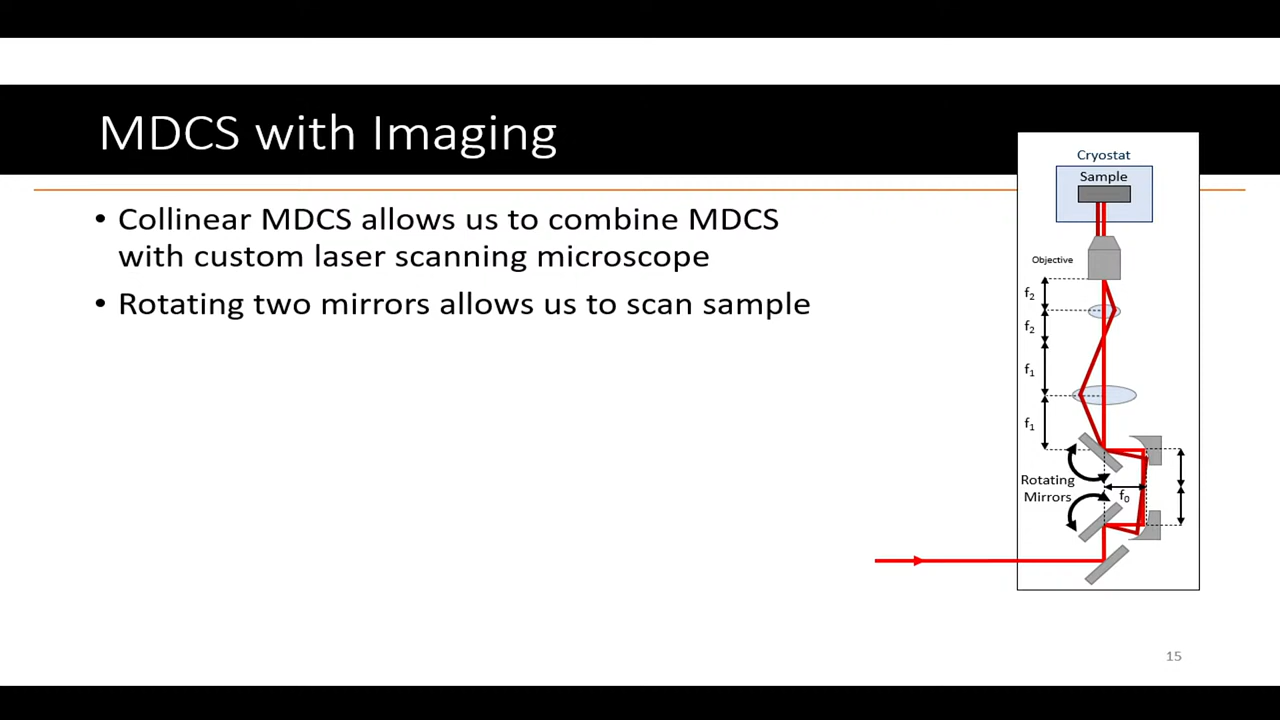 MDCS with Imaging
• Collinear MDCS allows us to combine MDCS
with custom laser scanning microscope
• Rotating two mirrors allows us to scan sample
Cryostat
Sample
Objective
f₂
f₂
f₁
f₁
Rotating
Mirrors
f₀
15